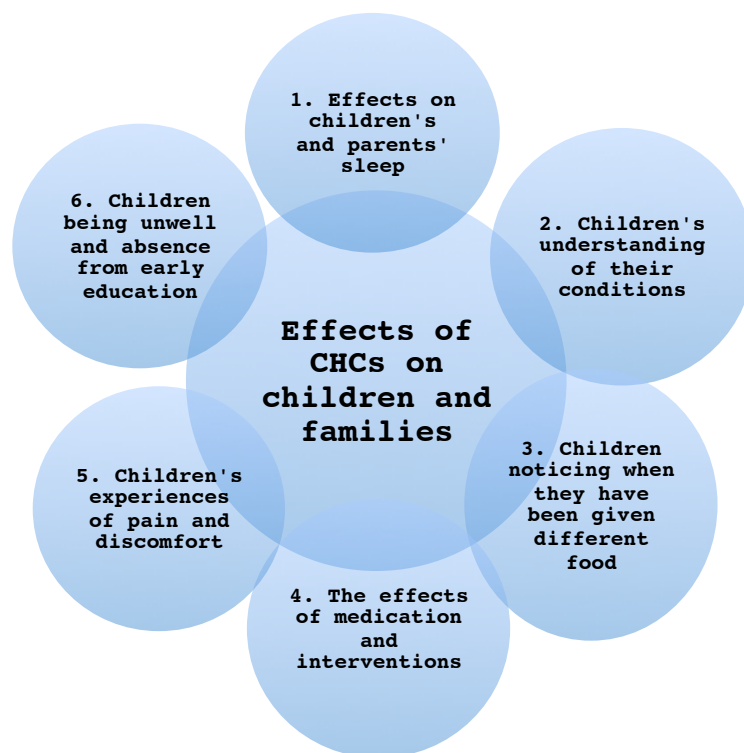 1. Effects on
children's
and parents'
sleep
2. Children's
understanding
of their
conditions
3. Children
noticing when
they have
been given
different
food
4. The effects
of medication
and
interventions
5. Children's
experiences
of pain and
discomfort
6. Children
being unwell
and absence
from early
education
Effects of
CHCs on
children and
families